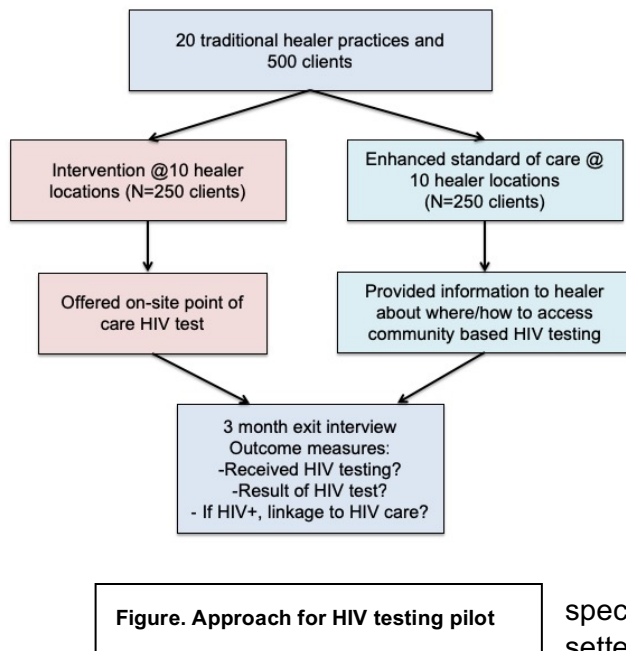 20 traditional healer practices and
500 clients
Intervention @10 healer
locations (N=250 clients)
Enhanced standard of care @
10 healer locations
(N=250 clients)
Offered on-site point of
care HIV test
Provided information to healer
about where/how to access
community based HIV testing
3 month exit interview
Outcome measures:
-Received HIV testing?
-Result of HIV test?
- If HIV+, linkage to HIV care?
Figure. Approach for HIV testing pilot